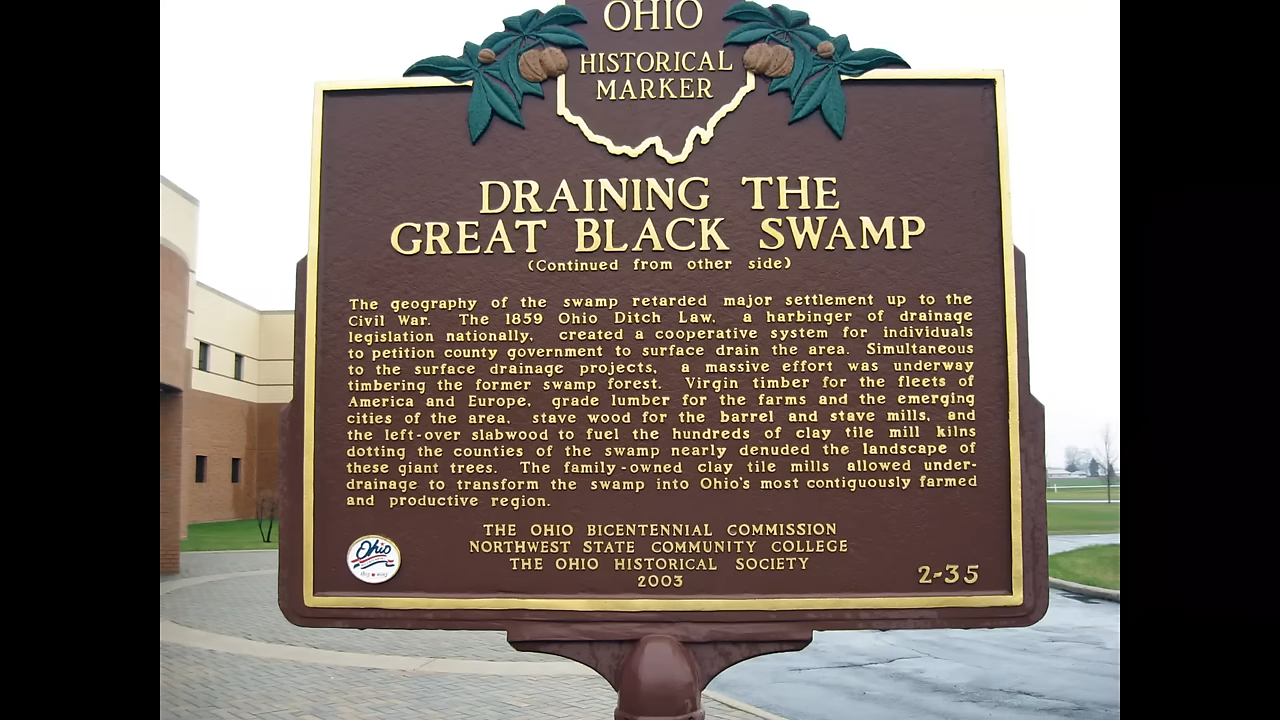 OHIO
HISTORICAL
MARKER
DRAINING THE
GREAT BLACK SWAMP
(Continued from other side)
The geography of the swamp retarded major settlement up to the
Civil War. The 1859 Ohio Ditch Law, a harbinger of drainage
legislation nationally, created a cooperative system for individuals
to petition county government to surface drain the area. Simultaneous
to the surface drainage projects, a massive effort was underway
timbering the former swamp forest. Virgin timber for the fleets of
America and Europe, grade lumber for the farms and the emerging
cities of the area, stave wood for the barrel and stave mills, and
the left-over slabwood to fuel the hundreds of clay tile mill kilns
dotting the counties of the swamp nearly denuded the landscape of
these giant trees. The family-owned clay tile mills allowed under-
drainage to transform the swamp into Ohio's most contiguously farmed
and productive region.
THE OHIO BICENTENNIAL COMMISSION
NORTHWEST STATE COMMUNITY COLLEGE
THE OHIO HISTORICAL SOCIETY
2003
2-35
Ohio